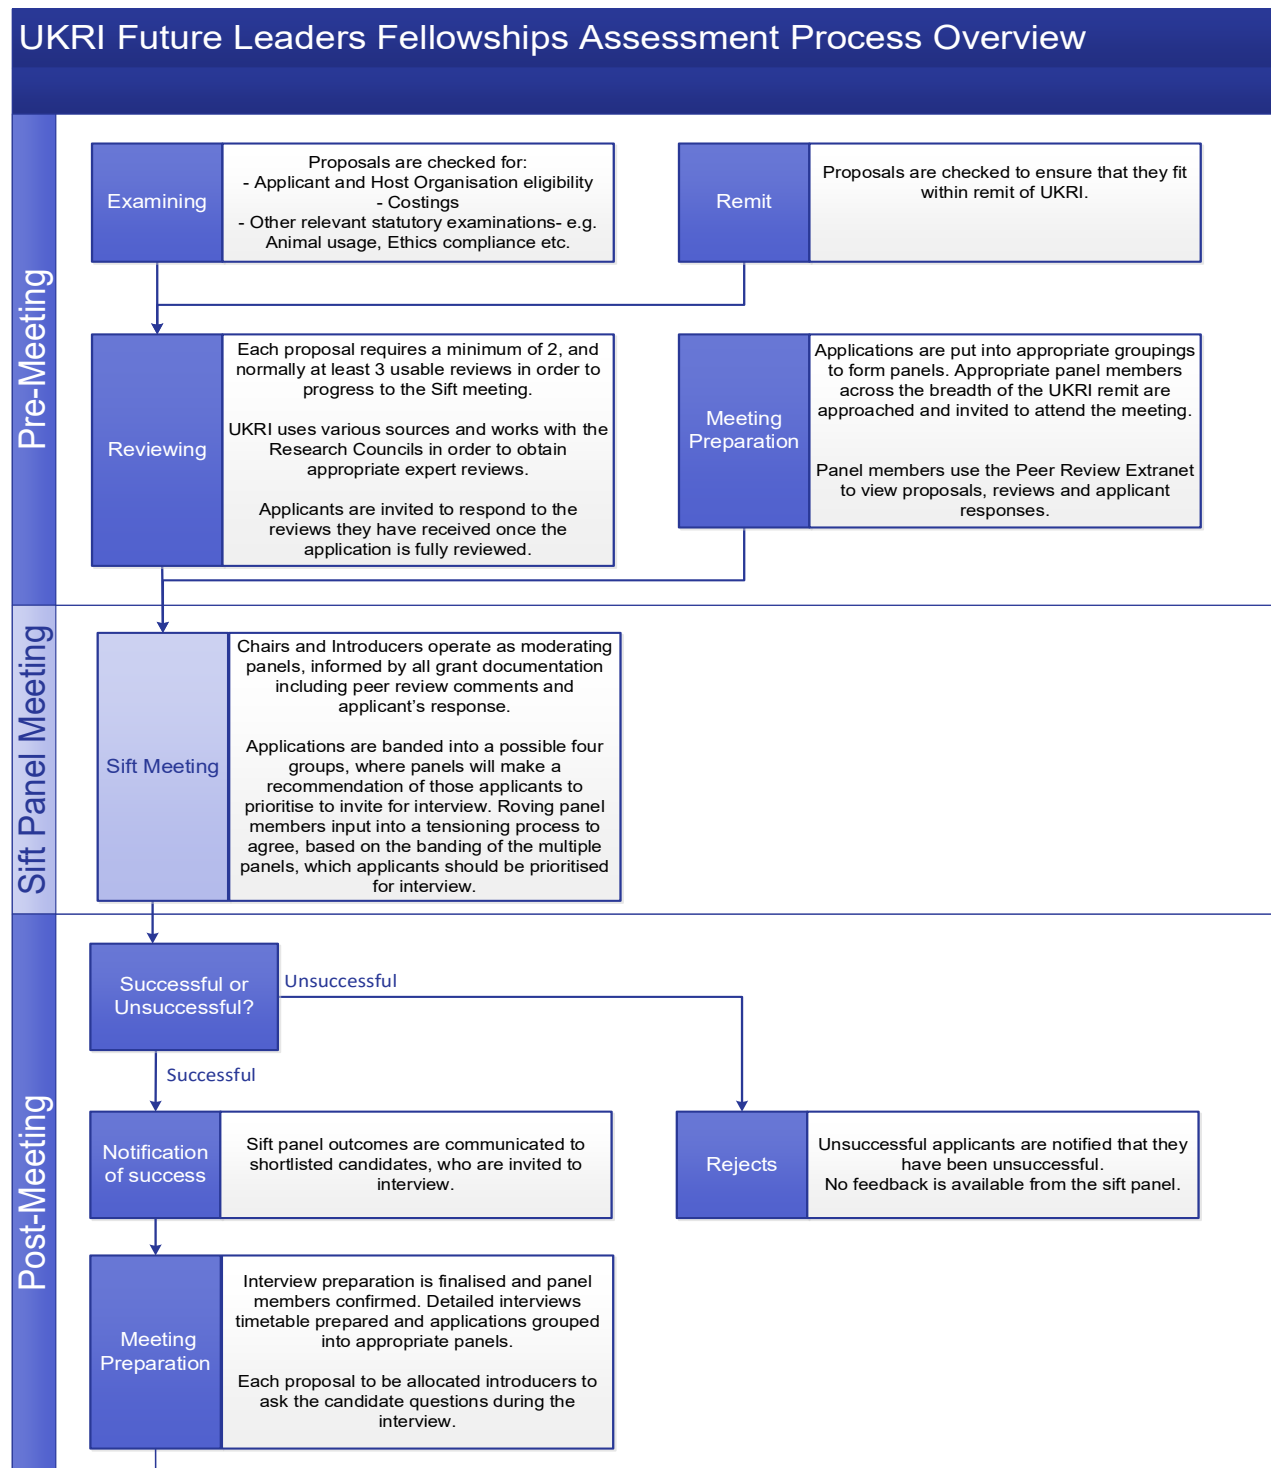 UKRI Future Leaders Fellowships Assessment Process Overview
Pre-Meeting
Examining
Proposals are checked for:
- Applicant and Host Organisation eligibility
- Costings
- Other relevant statutory examinations- e.g.
Animal usage, Ethics compliance etc.
Remit
Proposals are checked to ensure that they fit
within remit of UKRI.
Reviewing
Each proposal requires a minimum of 2, and
normally at least 3 usable reviews in order to
progress to the Sift meeting.
UKRI uses various sources and works with the
Research Councils in order to obtain
appropriate expert reviews.
Applicants are invited to respond to the
reviews they have received once the
application is fully reviewed.
Meeting
Preparation
Applications are put into appropriate groupings
to form panels. Appropriate panel members
across the breadth of the UKRI remit are
approached and invited to attend the meeting.
Panel members use the Peer Review Extranet
to view proposals, reviews and applicant
responses.
Sift Panel Meeting
Sift Meeting
Chairs and Introducers operate as moderating
panels, informed by all grant documentation
including peer review comments and
applicant's response.
Applications are banded into a possible four
groups, where panels will make a
recommendation of those applicants to
prioritise to invite for interview. Roving panel
members input into a tensioning process to
agree, based on the banding of the multiple
panels, which applicants should be prioritised
for interview.
Post-Meeting
Successful or
Unsuccessful?
Unsuccessful
Successful
Notification
of success
Sift panel outcomes are communicated to
shortlisted candidates, who are invited to
interview.
Rejects
Unsuccessful applicants are notified that they
have been unsuccessful.
No feedback is available from the sift panel.
Meeting
Preparation
Interview preparation is finalised and panel
members confirmed. Detailed interviews
timetable prepared and applications grouped
into appropriate panels.
Each proposal to be allocated introducers to
ask the candidate questions during the
interview.